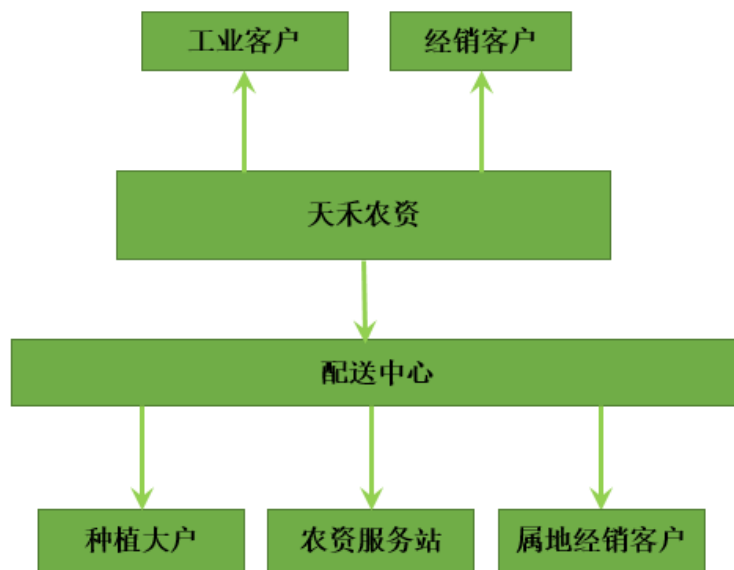 工业客户
经销客户
天禾农资
配送中心
种植大户
农资服务站
属地经销客户